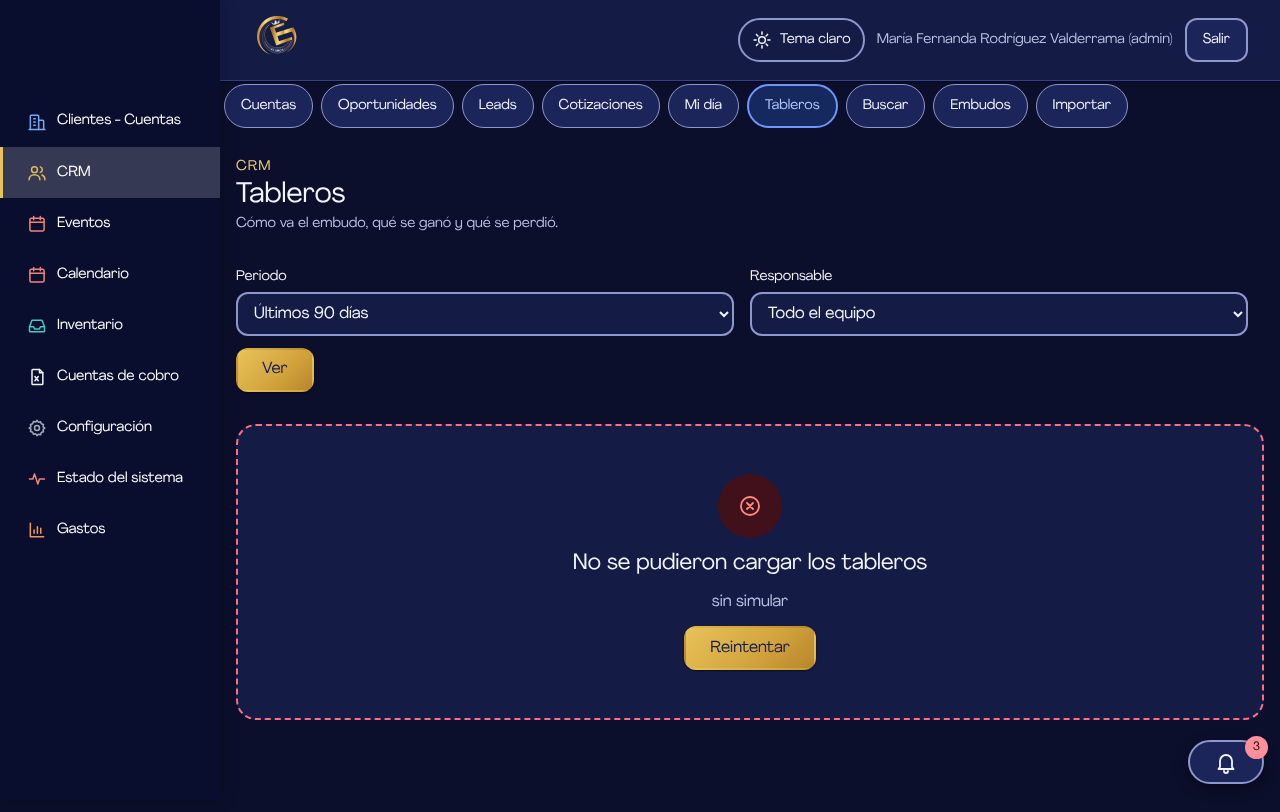 Tema claro
María Fernanda Rodríguez Valderrama (admin)
Salir
Clientes - Cuentas
CRM
Eventos
Calendario
Inventario
Cuentas de cobro
Configuración
Estado del sistema
Gastos
Cuentas
Oportunidades
Leads
Cotizaciones
Mi día
Tableros
Buscar
Embudos
Importar
CRM
Tableros
Cómo va el embudo, qué se ganó y qué se perdió.
Periodo
Últimos 90 días
Responsable
Todo el equipo
Ver
No se pudieron cargar los tableros
sin simular
Reintentar
3